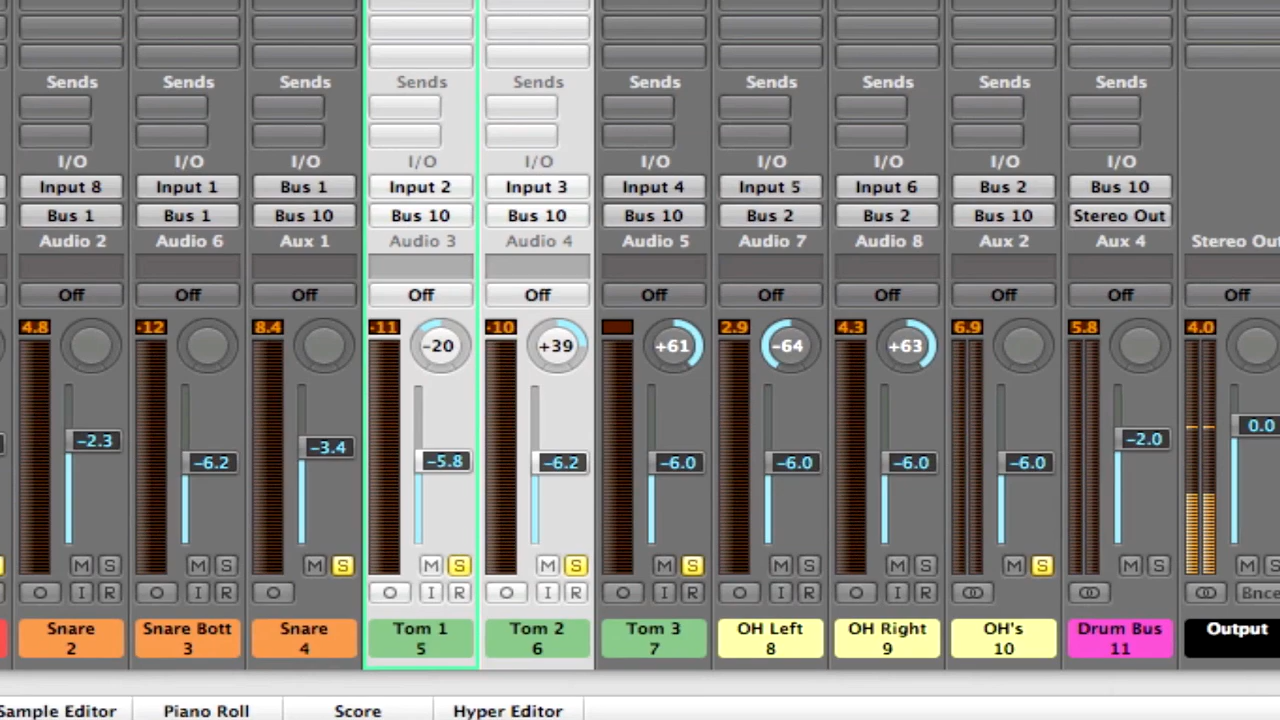 Sends Sends Sends Sends Sends Sends Sends Sends Sends Sends
I/O I/O I/O I/O I/O I/O I/O I/O I/O I/O
Input 8 Input 1 Bus 1 Input 2 Input 3 Input 4 Input 5 Input 6 Bus 2 Bus 10
Bus 1 Bus 1 Bus 10 Bus 10 Bus 10 Bus 10 Bus 2 Bus 2 Bus 10 Stereo Out
Audio 2 Audio 6 Aux 1 Audio 3 Audio 4 Audio 5 Audio 7 Audio 8 Aux 2 Aux 4 Stereo Out
Off Off Off Off Off Off Off Off Off Off Off
4.8 -12 8.4 -11 -10 2.9 4.3 6.9 5.8 4.0
-20 +39 +61 -64 +63
-2.3 -6.2 -3.4 -5.8 -6.2 -6.0 -6.0 -6.0 -6.0 -2.0 0.0
M S M S M S M S M S M S M S M S M S M S M S
I R I R I R I R I R I R I R Bnce
Snare Snare Bott Snare Tom 1 Tom 2 Tom 3 OH Left OH Right OH's Drum Bus Output
2 3 4 5 6 7 8 9 10 11
Sample Editor Piano Roll Score Hyper Editor